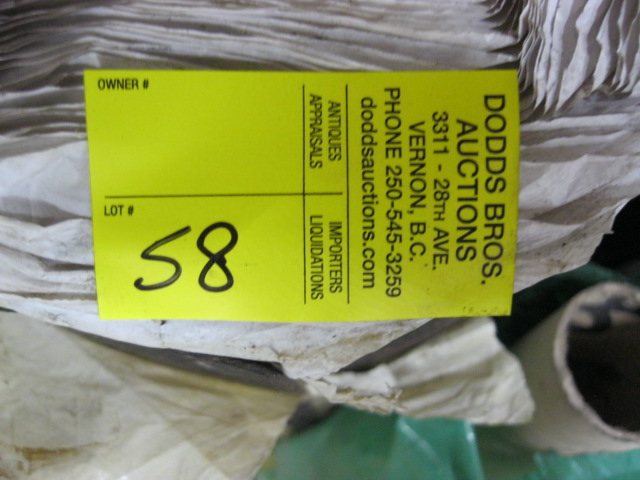 DODDS BROS.
AUCTIONS
3311 - 28TH AVE.
VERNON, B.C.
PHONE 250-545-3259
doddsauctions.com
ANTIQUES IMPORTERS
APPRAISALS LIQUIDATIONS
OWNER #
LOT #
58